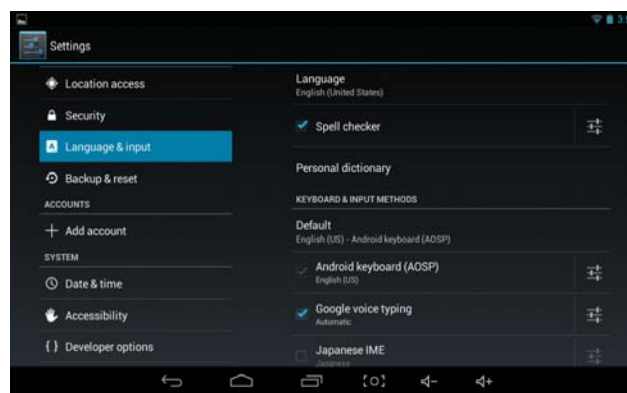 Settings
Location access
Security
Language & input
Backup & reset
ACCOUNTS
Add account
SYSTEM
Date & time
Accessibility
{ } Developer options
Language
English (United States)
Spell checker
Personal dictionary
KEYBOARD & INPUT METHODS
Default
English (US) - Android keyboard (AOSP)
Android keyboard (AOSP)
English (US)
Google voice typing
Automatic
Japanese IME
Japanese